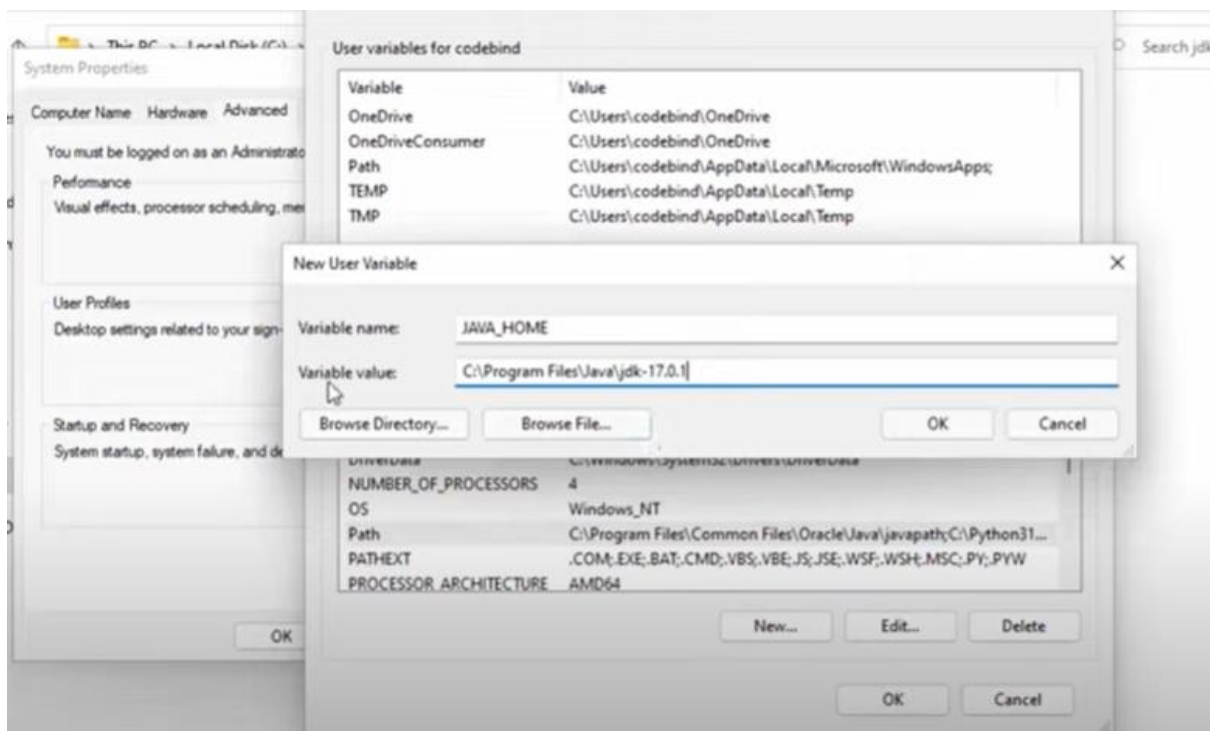 This PC > Local Disk (C:) >
Search jdk
System Properties
Computer Name Hardware Advanced
You must be logged on as an Administrato
Performance
Visual effects, processor scheduling, mem
User Profiles
Desktop settings related to your sign-
Startup and Recovery
System startup, system failure, and de
OK
User variables for codebind
Variable Value
OneDrive C:\Users\codebind\OneDrive
OneDriveConsumer C:\Users\codebind\OneDrive
Path C:\Users\codebind\AppData\Local\Microsoft\WindowsApps;
TEMP C:\Users\codebind\AppData\Local\Temp
TMP C:\Users\codebind\AppData\Local\Temp
New User Variable
Variable name: JAVA_HOME
Variable value: C:\Program Files\Java\jdk-17.0.1
Browse Directory... Browse File... OK Cancel
DriverData C:\Windows\System32\Drivers\DriverData
NUMBER_OF_PROCESSORS 4
OS Windows_NT
Path C:\Program Files\Common Files\Oracle\Java\javapath;C:\Python31...
PATHEXT .COM;.EXE;.BAT;.CMD;.VBS;.VBE;.JS;.JSE;.WSF;.WSH;.MSC;.PY;.PYW
PROCESSOR_ARCHITECTURE AMD64
New... Edit... Delete
OK Cancel